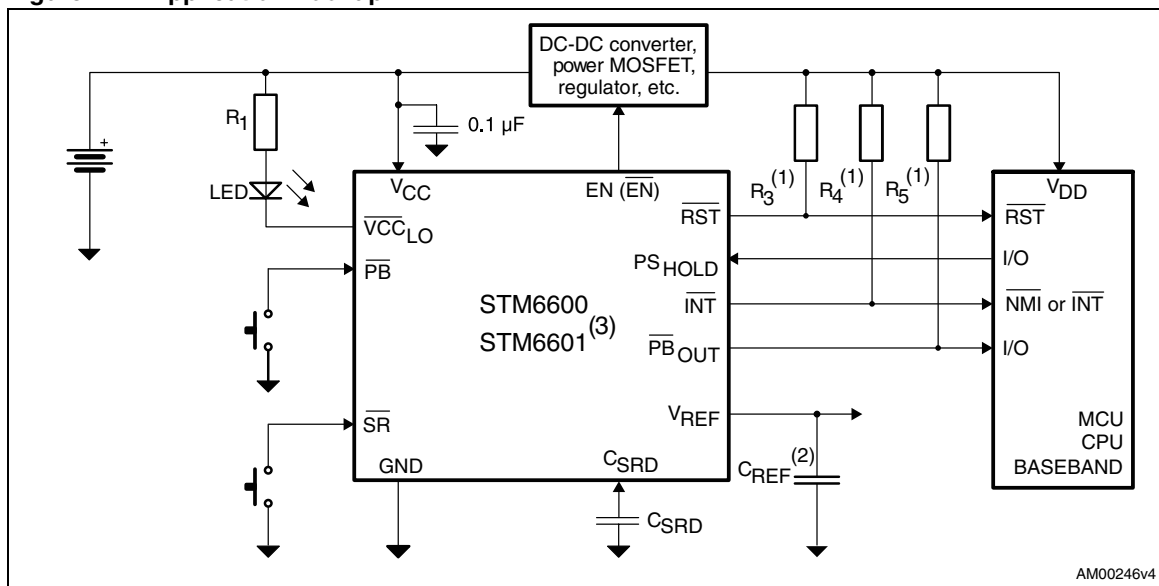 DC-DC converter,
power MOSFET,
regulator, etc.
R1
0.1 µF
LED
VCC
EN (EN)
R3(1)
R4(1)
R5(1)
VDD
VCCLO
RST
RST
PB
PSHOLD
I/O
STM6600
STM6601(3)
INT
NMI or INT
PBOUT
I/O
SR
VREF
MCU
CPU
BASEBAND
GND
CSRD
CREF(2)
CSRD
AM00246v4